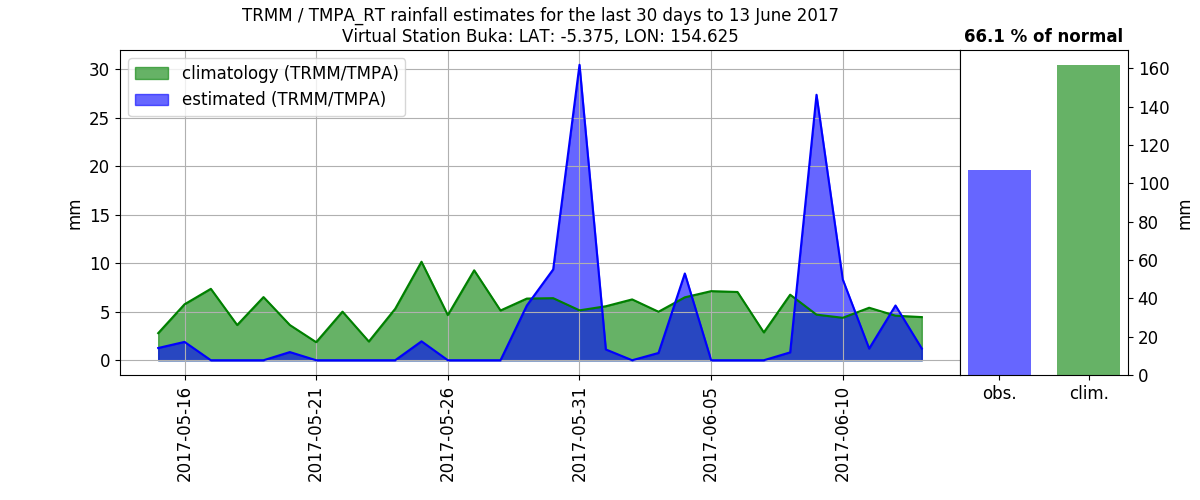 TRMM / TMPA_RT rainfall estimates for the last 30 days to 13 June 2017
Virtual Station Buka: LAT: -5.375, LON: 154.625
66.1 % of normal
climatology (TRMM/TMPA)
estimated (TRMM/TMPA)
30
25
20
15
10
5
0
mm
2017-05-16
2017-05-21
2017-05-26
2017-05-31
2017-06-05
2017-06-10
160
140
120
100
80
60
40
20
0
mm
obs.
clim.